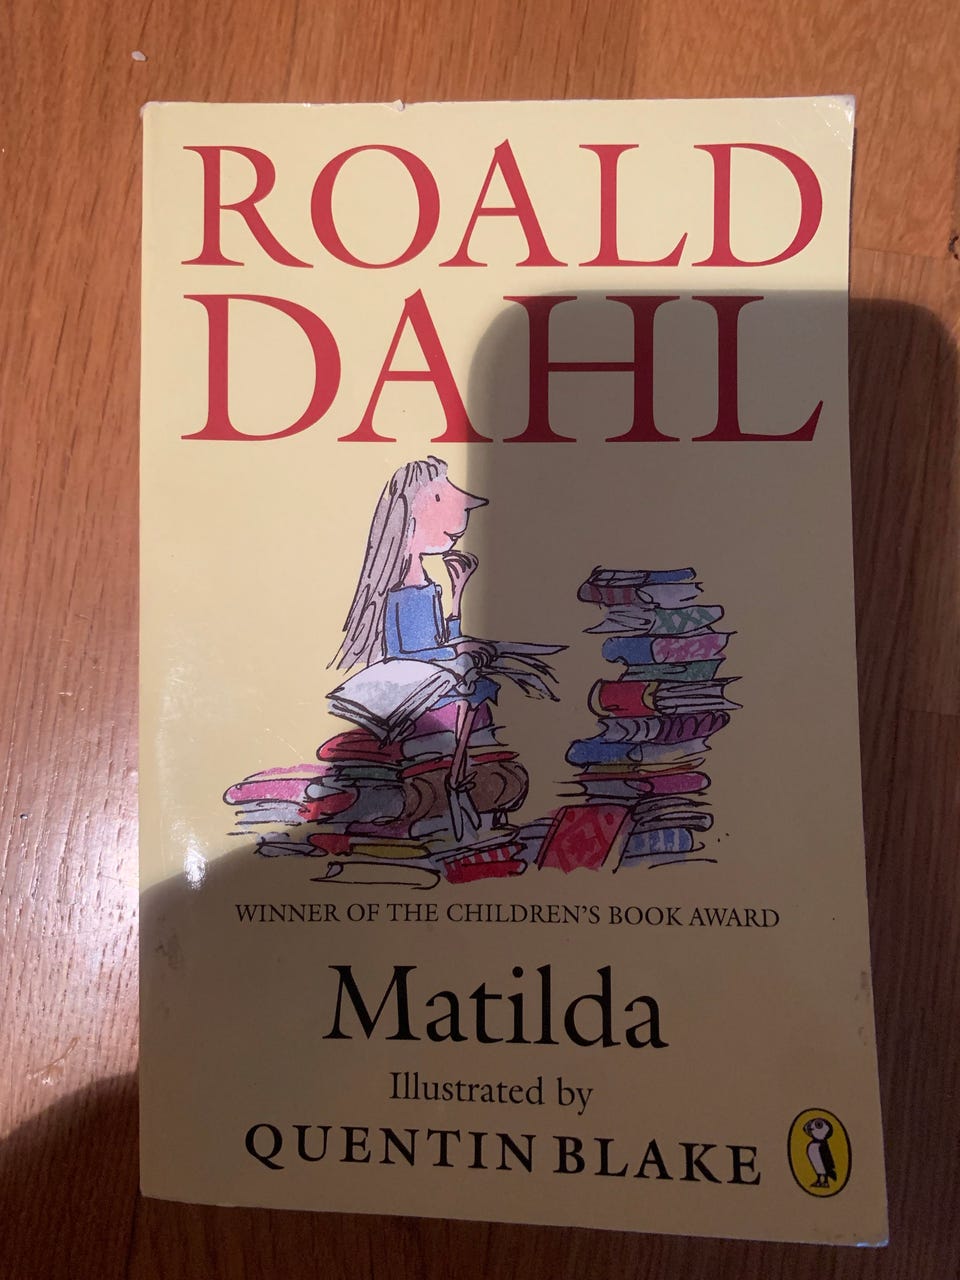 ROALD
DAHL
WINNER OF THE CHILDREN'S BOOK AWARD
Matilda
Illustrated by
QUENTIN BLAKE